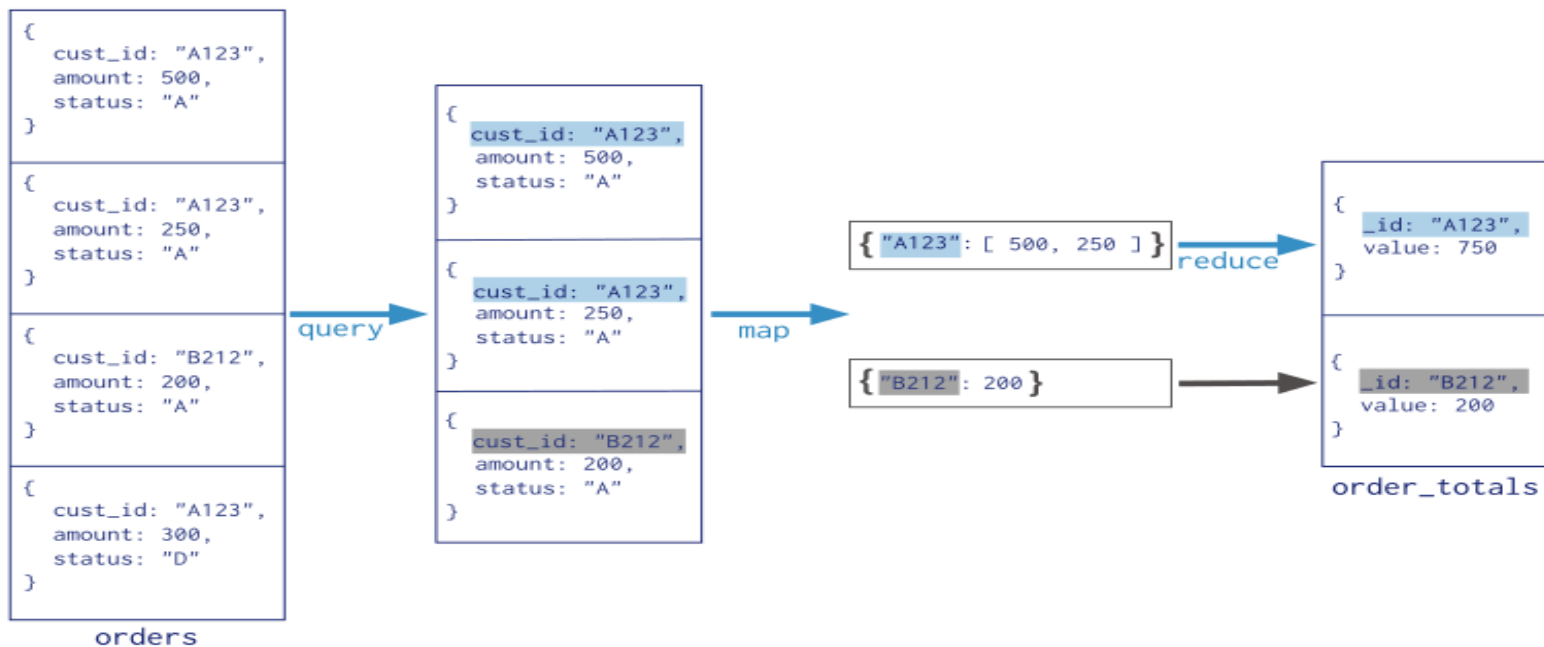 {
cust_id: "A123",
amount: 500,
status: "A"
}
{
cust_id: "A123",
amount: 250,
status: "A"
}
{
cust_id: "B212",
amount: 200,
status: "A"
}
{
cust_id: "A123",
amount: 300,
status: "D"
}
orders
query
{
cust_id: "A123",
amount: 500,
status: "A"
}
{
cust_id: "A123",
amount: 250,
status: "A"
}
{
cust_id: "B212",
amount: 200,
status: "A"
}
map
{ "A123": [ 500, 250 ] }
{ "B212": 200 }
reduce
{
_id: "A123",
value: 750
}
{
_id: "B212",
value: 200
}
order_totals